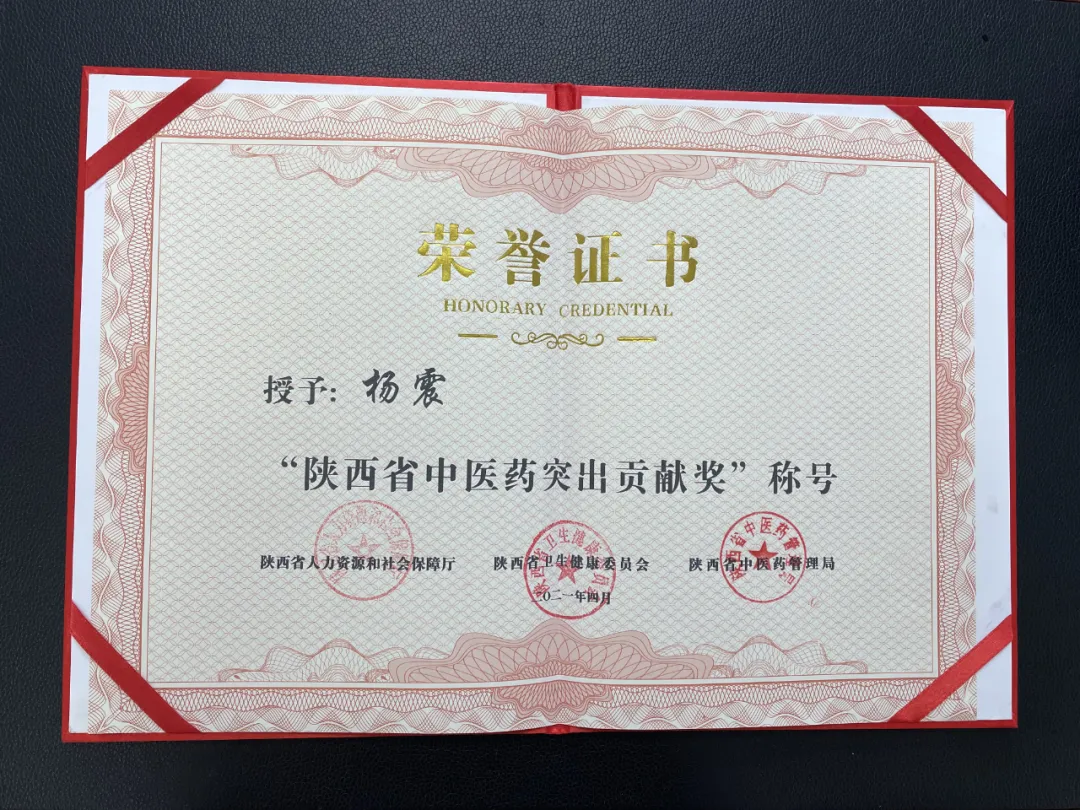 荣誉证书
HONORARY CREDENTIAL
授予: 杨震
“陕西省中医药突出贡献奖”称号
陕西省人力资源和社会保障厅 陕西省卫生健康委员会 陕西省中医药管理局
二〇二一年四月